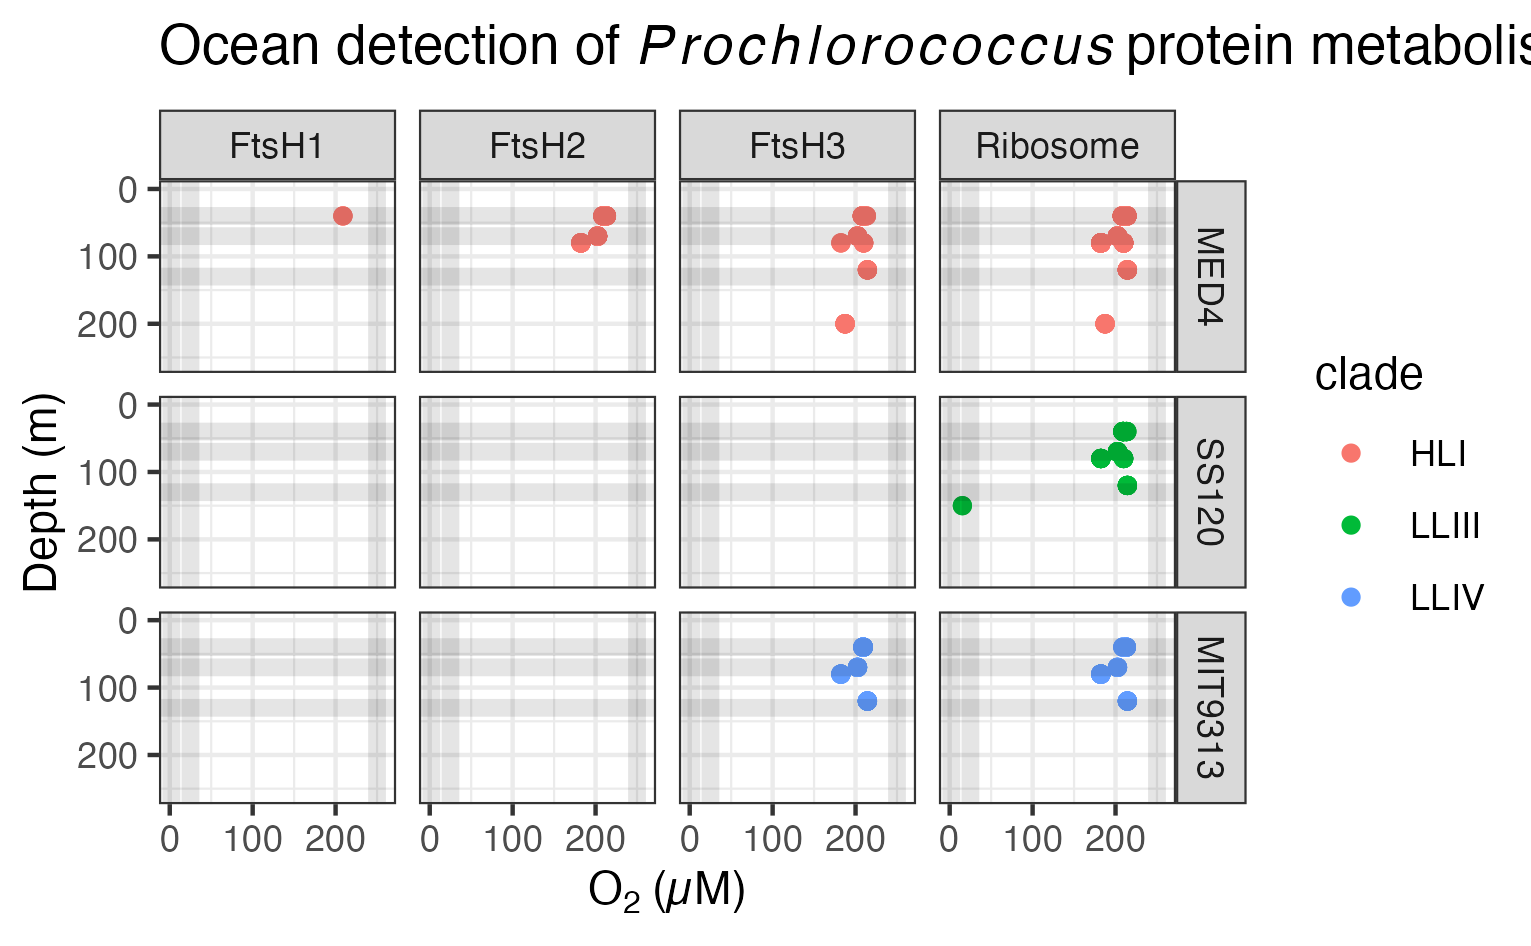 Ocean detection of Prochlorococcus protein metabolis
FtsH1 FtsH2 FtsH3 Ribosome
0
100
200
MED4
0
100
200
SS120
0
100
200
MIT9313
Depth (m)
0 100 200 0 100 200 0 100 200 0 100 200
O₂ (µM)
clade
HLI
LLIII
LLIV